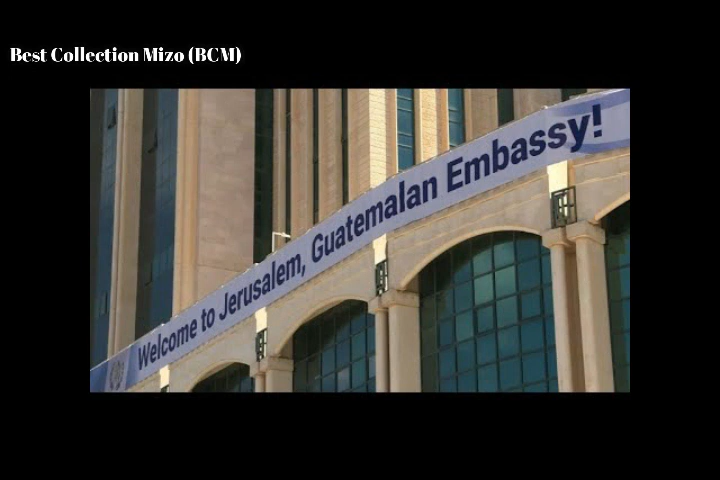 Best Collection Mizo (BCM)
Welcome to Jerusalem, Guatemalan Embassy!